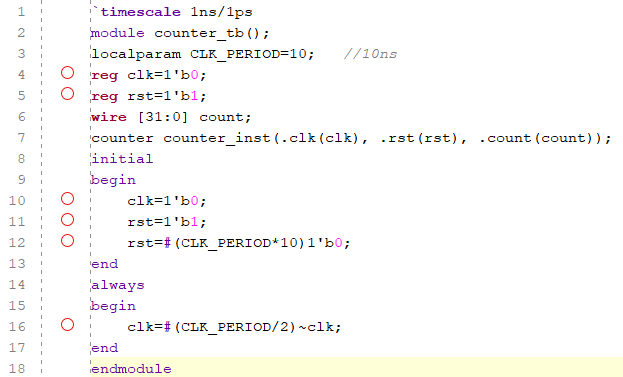 1 `timescale 1ns/1ps
2 module counter_tb();
3 localparam CLK_PERIOD=10; //10ns
4 reg clk=1'b0;
5 reg rst=1'b1;
6 wire [31:0] count;
7 counter counter_inst(.clk(clk), .rst(rst), .count(count));
8 initial
9 begin
10 clk=1'b0;
11 rst=1'b1;
12 rst=#(CLK_PERIOD*10)1'b0;
13 end
14 always
15 begin
16 clk=#(CLK_PERIOD/2)~clk;
17 end
18 endmodule